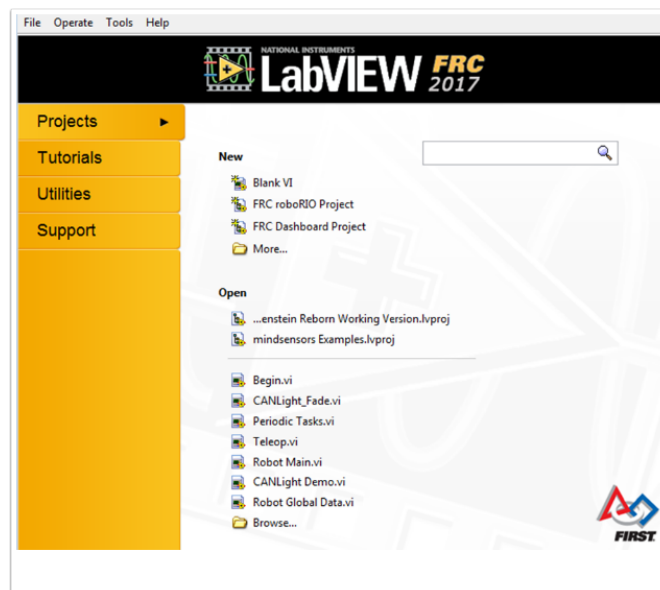 File Operate Tools Help
NATIONAL INSTRUMENTS
LabVIEW FRC 2017
Projects
Tutorials
Utilities
Support
New
Blank VI
FRC roboRIO Project
FRC Dashboard Project
More...
Open
...enstein Reborn Working Version.lvproj
mindsensors Examples.lvproj
Begin.vi
CANLight_Fade.vi
Periodic Tasks.vi
Teleop.vi
Robot Main.vi
CANLight Demo.vi
Robot Global Data.vi
Browse...
FIRST